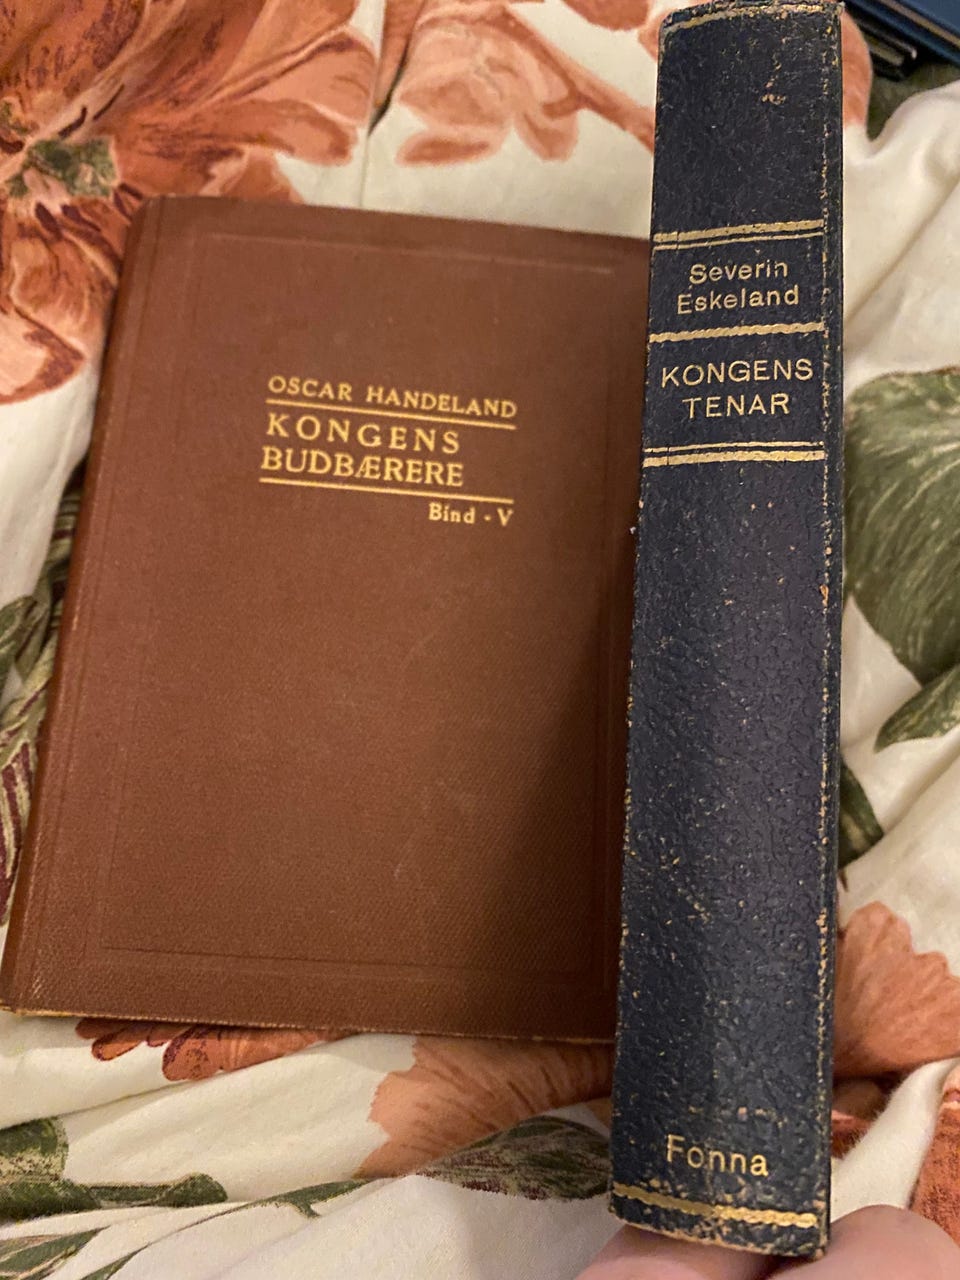 OSCAR HANDELAND
KONGENS
BUDBÆRERE
Bind - V
Severin
Eskeland
KONGENS
TENAR
Fonna